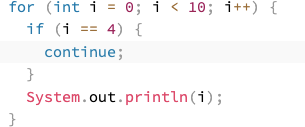 for (int i = 0; i < 10; i++) {
  if (i == 4) {
    continue;
  }
  System.out.println(i);
}